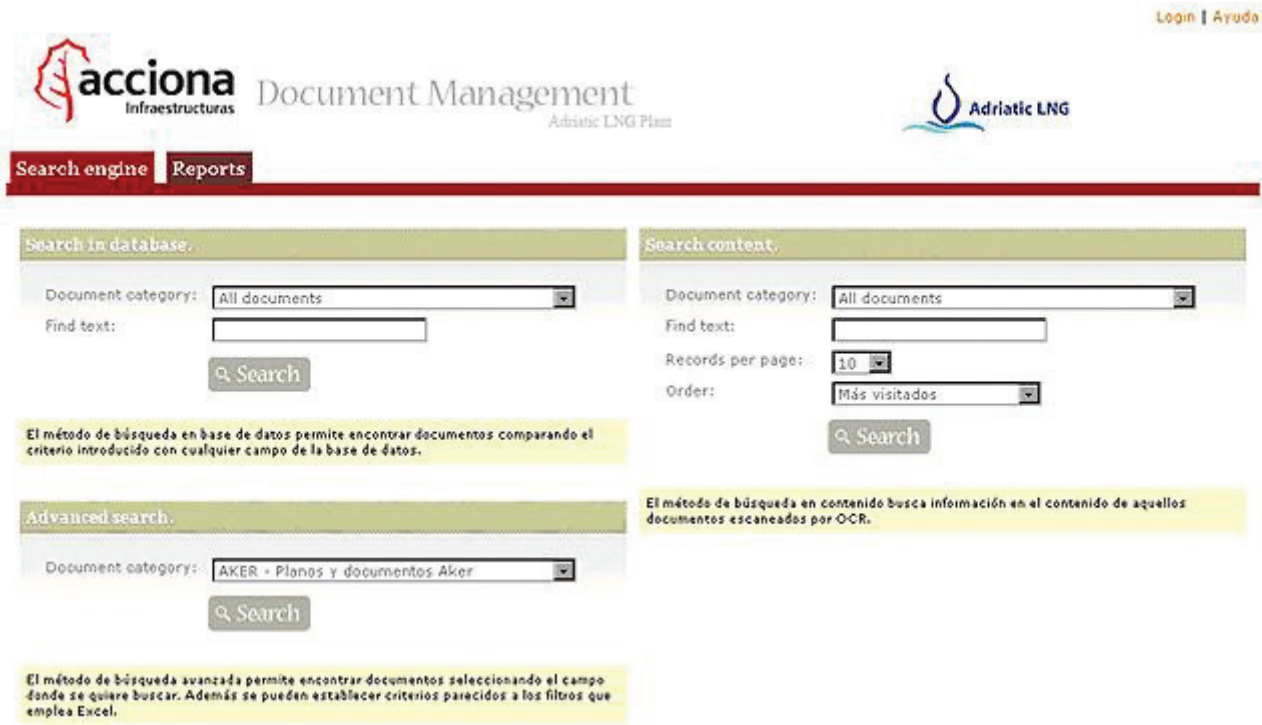 Login | Ayuda
acciona
Infraestructuras
Document Management
Adriatic LNG Plant
Adriatic LNG
Search engine
Reports
Search in database.
Document category: All documents
Find text:
Search
El método de búsqueda en base de datos permite encontrar documentos comparando el
criterio introducido con cualquier campo de la base de datos.
Advanced search.
Document category: AKER - Planos y documentos Aker
Search
El método de búsqueda avanzada permite encontrar documentos seleccionando el campo
donde se quiere buscar. Además se pueden establecer criterios parecidos a los filtros que
emplea Excel.
Search content.
Document category: All documents
Find text:
Records per page: 10
Order: Más visitados
Search
El método de búsqueda en contenido busca información en el contenido de aquellos
documentos escaneados por OCR.